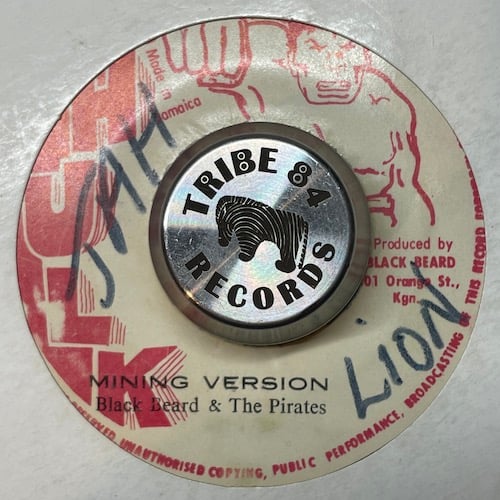 JAH
LION
Made in
Jamaica
TRIBE 84
RECORDS
Produced by
BLACK BEARD
01 Orange St.,
Kgn.
MINING VERSION
Black Beard & The Pirates
UNAUTHORISED COPYING, PUBLIC PERFORMANCE, BROADCASTING OF THIS RECORD